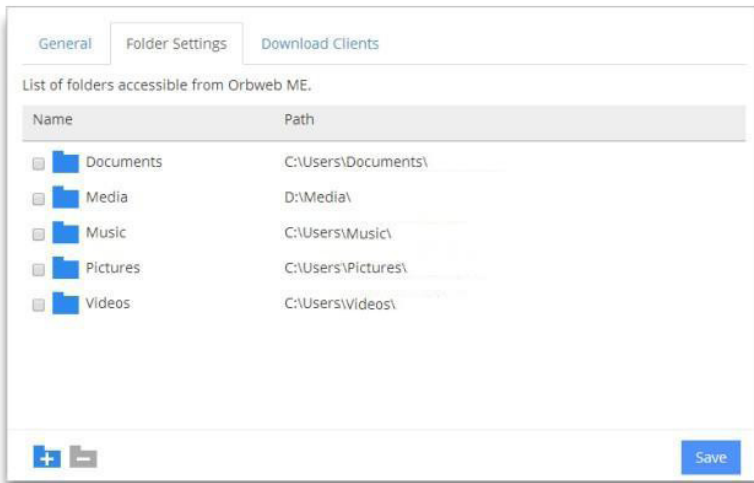 General Folder Settings Download Clients
List of folders accessible from Orbweb ME.
Name Path
Documents C:\Users\Documents\
Media D:\Media\
Music C:\Users\Music\
Pictures C:\Users\Pictures\
Videos C:\Users\Videos\
Save